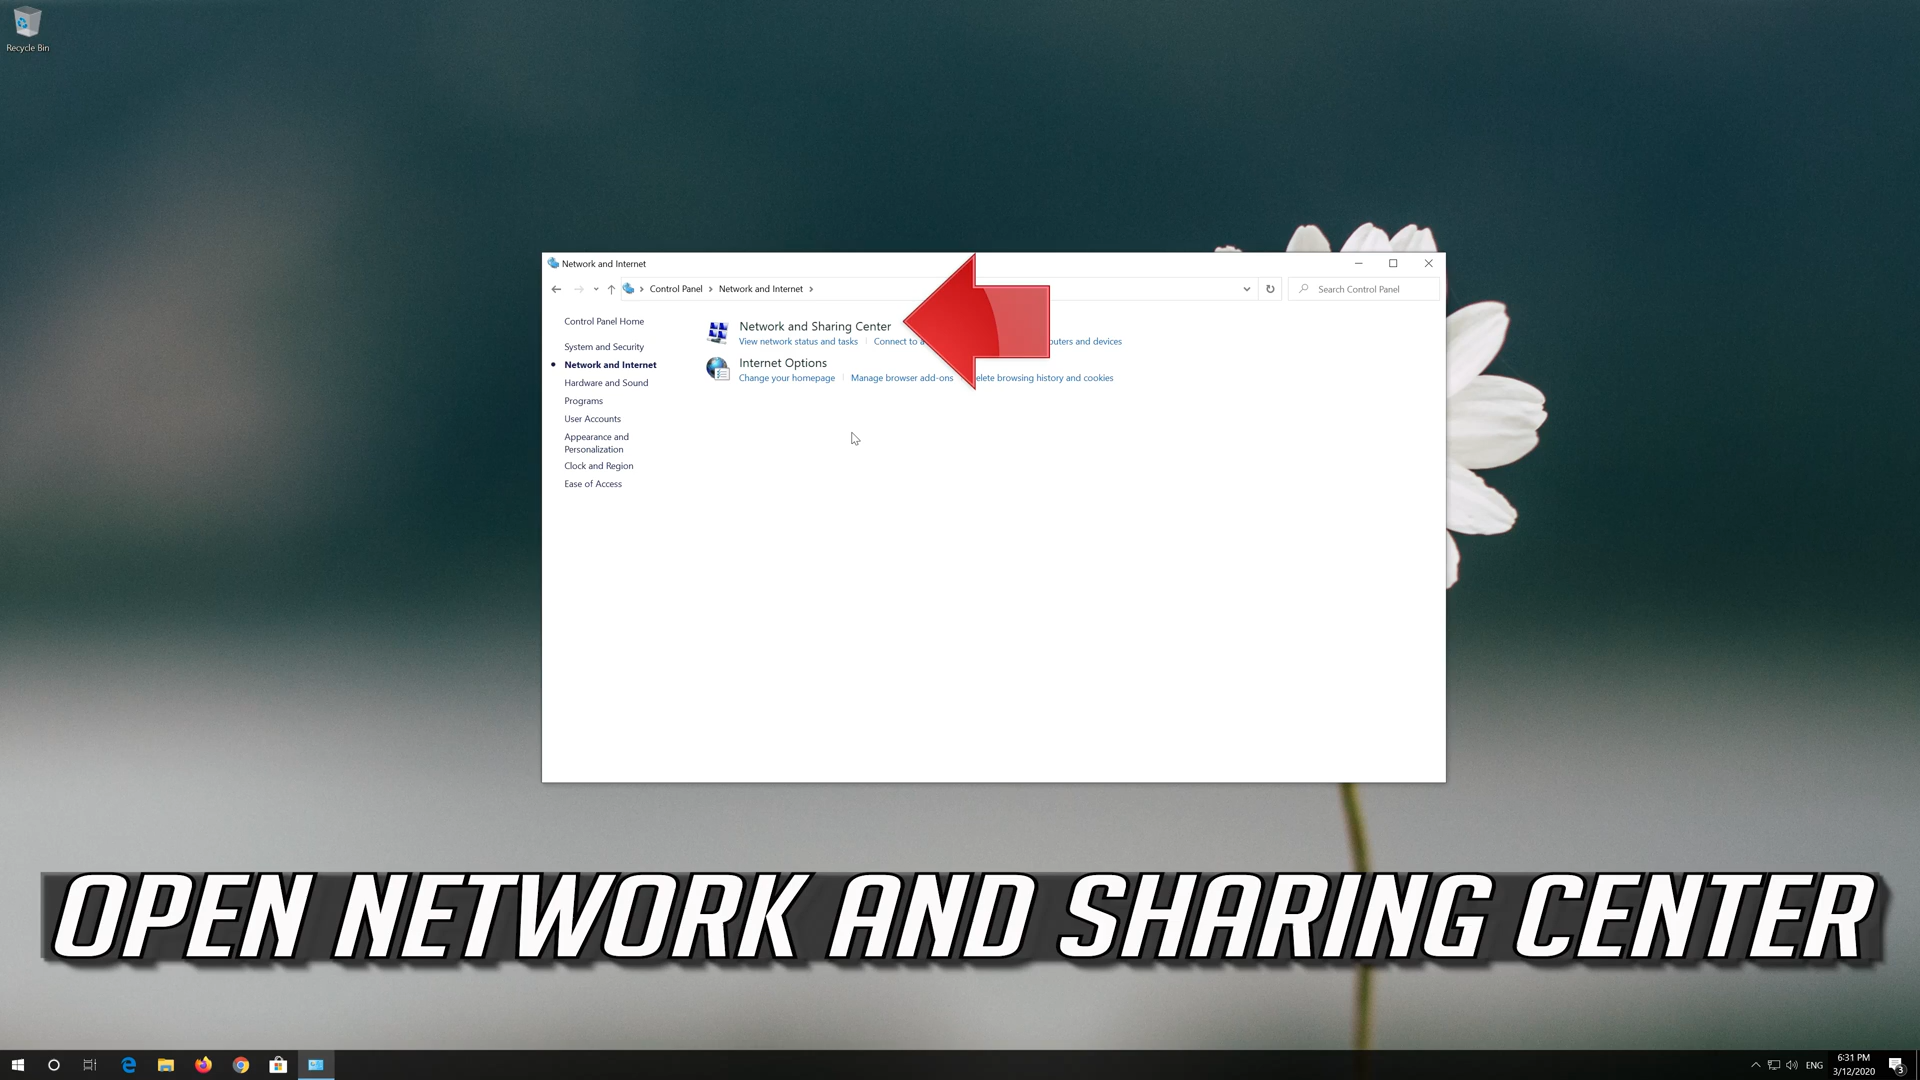 Recycle Bin
Network and Internet
Control Panel > Network and Internet >
Search Control Panel
Control Panel Home
System and Security
Network and Internet
Hardware and Sound
Programs
User Accounts
Appearance and
Personalization
Clock and Region
Ease of Access
Network and Sharing Center
View network status and tasks
Connect to a
and devices
Internet Options
Change your homepage
Manage browser add-ons
browsing history and cookies
OPEN NETWORK AND SHARING CENTER
ENG
6:31 PM
3/12/2020
3